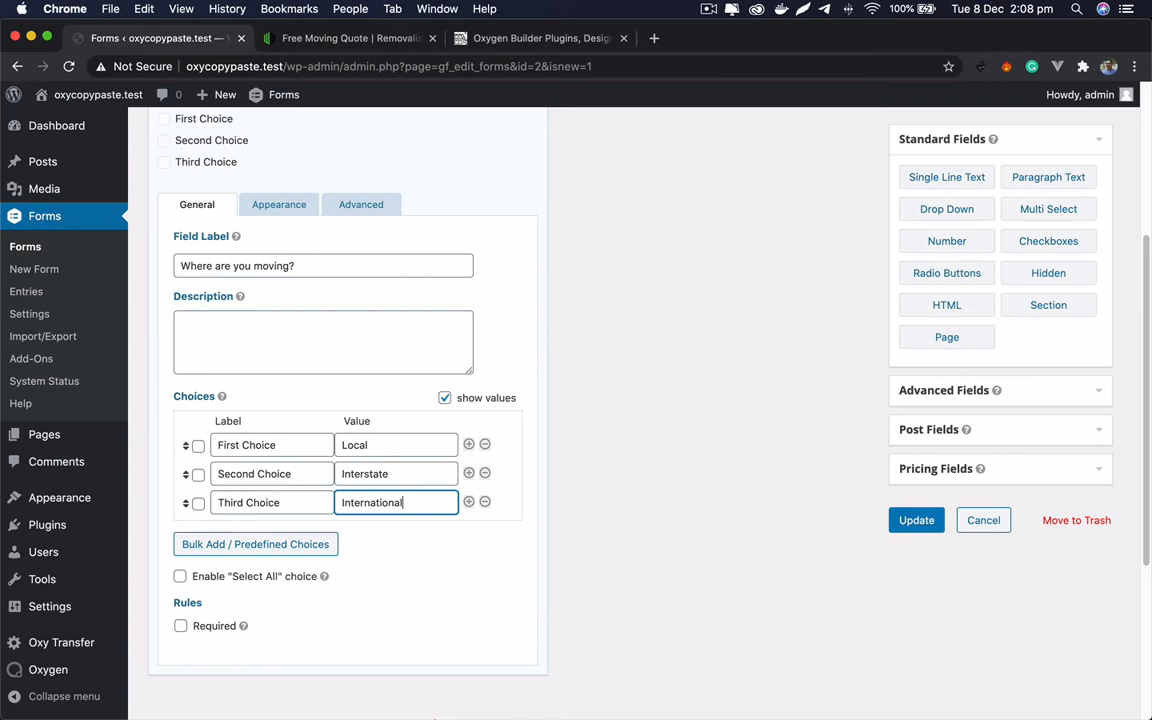 Chrome File Edit View History Bookmarks People Tab Window Help 100% Tue 8 Dec 2:08 pm
Forms ‹ oxycopypaste.test — Free Moving Quote | Removalis Oxygen Builder Plugins, Desig
Not Secure oxycopypaste.test/wp-admin/admin.php?page=gf_edit_forms&id=2&isnew=1
oxycopypaste.test 0 New Forms Howdy, admin
Dashboard
Posts
Media
Forms
Forms
New Form
Entries
Settings
Import/Export
Add-Ons
System Status
Help
Pages
Comments
Appearance
Plugins
Users
Tools
Settings
Oxy Transfer
Oxygen
Collapse menu
First Choice
Second Choice
Third Choice
General Appearance Advanced
Field Label
Where are you moving?
Description
Choices show values
Label Value
First Choice Local
Second Choice Interstate
Third Choice International
Bulk Add / Predefined Choices
Enable "Select All" choice
Rules
Required
Standard Fields
Single Line Text Paragraph Text
Drop Down Multi Select
Number Checkboxes
Radio Buttons Hidden
HTML Section
Page
Advanced Fields
Post Fields
Pricing Fields
Update Cancel Move to Trash